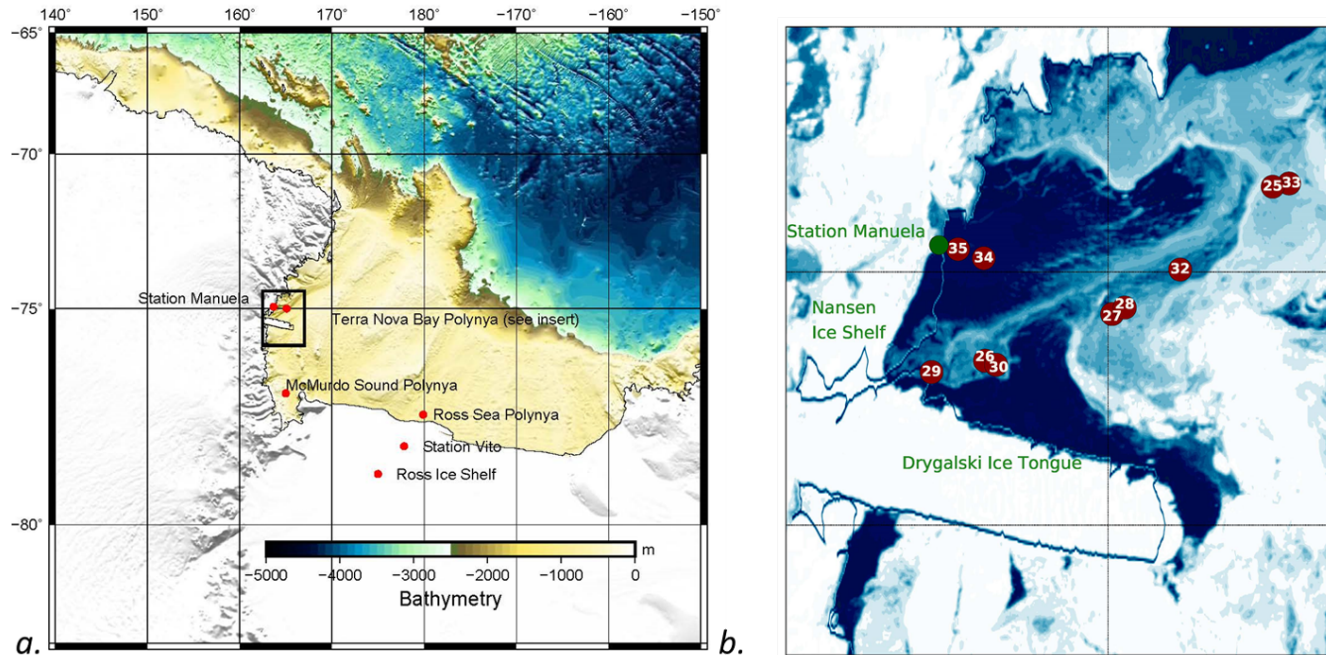 140° 150° 160° 170° 180° −170° −160° −150°
−65°
−70°
−75°
−80°
Station Manuela
Terra Nova Bay Polynya (see insert)
McMurdo Sound Polynya
Ross Sea Polynya
Station Vito
Ross Ice Shelf
m
−5000 −4000 −3000 −2000 −1000 0
Bathymetry
a.
25 33
Station Manuela
35
34
32
Nansen
Ice Shelf
28
27
26
30
29
Drygalski Ice Tongue
b.